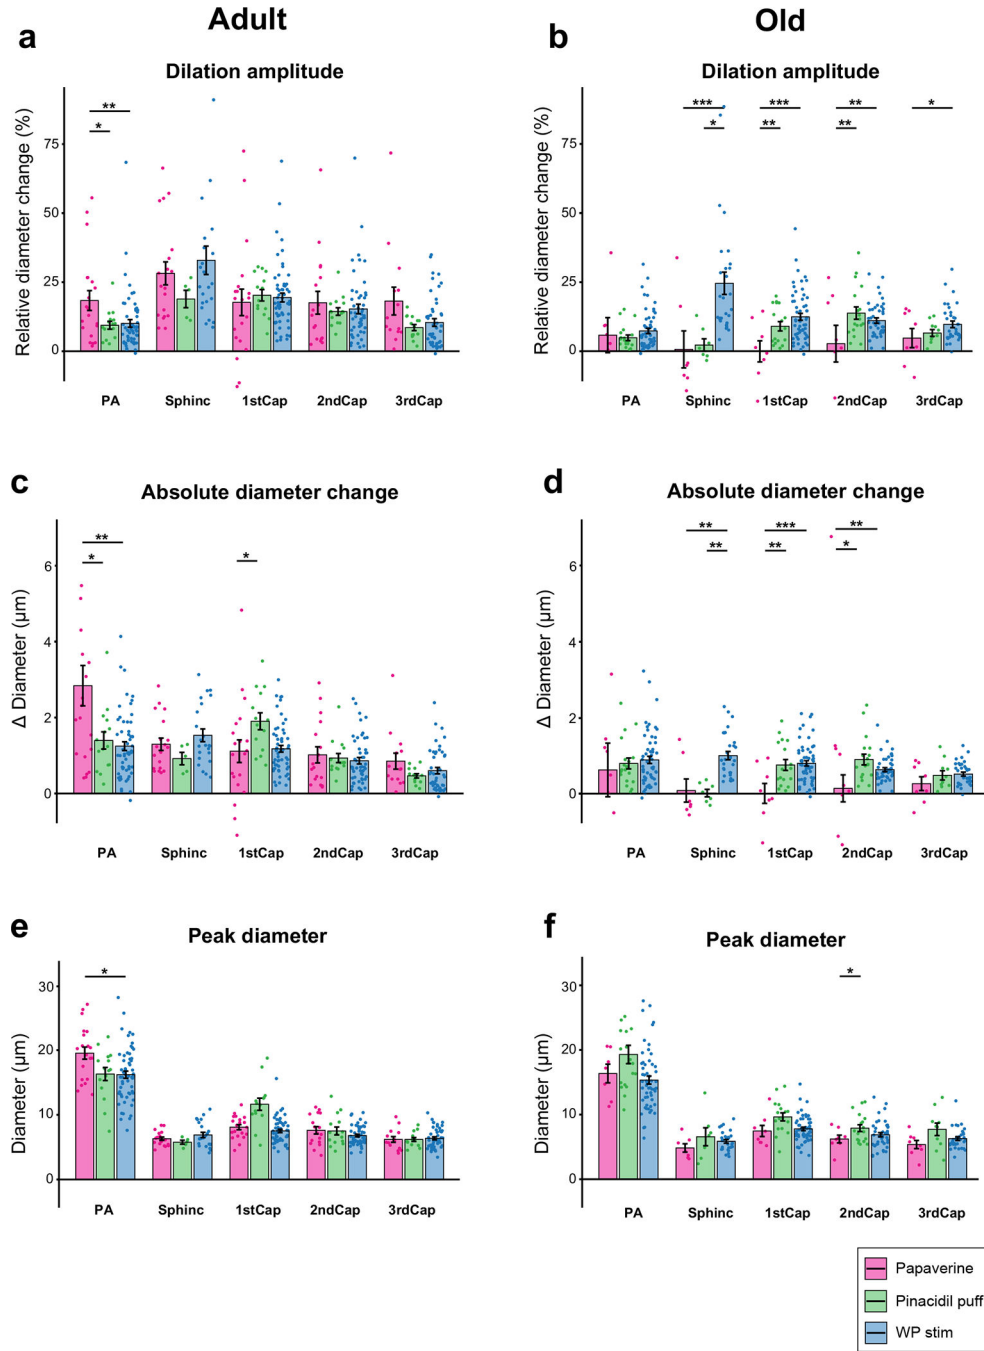 Adult
Old
a
b
Dilation amplitude
Dilation amplitude
Relative diameter change (%)
75
50
25
0
**
*
PA
Sphinc
1stCap
2ndCap
3rdCap
Relative diameter change (%)
75
50
25
0
***
*
***
**
**
**
*
PA
Sphinc
1stCap
2ndCap
3rdCap
c
d
Absolute diameter change
Absolute diameter change
Δ Diameter (μm)
6
4
2
0
**
*
*
PA
Sphinc
1stCap
2ndCap
3rdCap
Δ Diameter (μm)
6
4
2
0
**
**
***
**
**
*
PA
Sphinc
1stCap
2ndCap
3rdCap
e
f
Peak diameter
Peak diameter
Diameter (μm)
30
20
10
0
*
PA
Sphinc
1stCap
2ndCap
3rdCap
Diameter (μm)
30
20
10
0
*
PA
Sphinc
1stCap
2ndCap
3rdCap
Papaverine
Pinacidil puff
WP stim